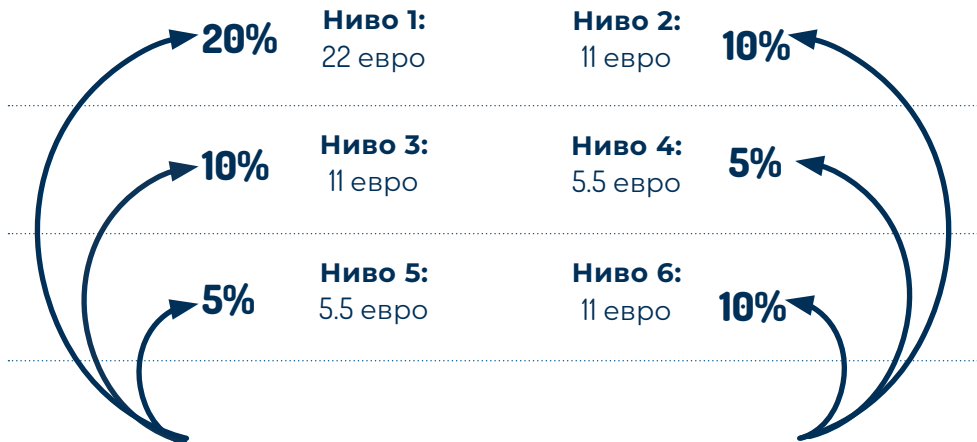 20%
Ниво 1:
22 евро
Ниво 2:
11 евро
10%
10%
Ниво 3:
11 евро
Ниво 4:
5.5 евро
5%
5%
Ниво 5:
5.5 евро
Ниво 6:
11 евро
10%